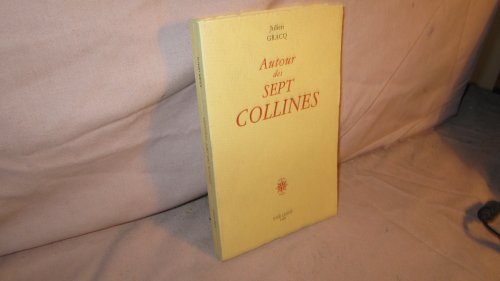 Julien
GRACQ
Autour
des
SEPT
COLLINES